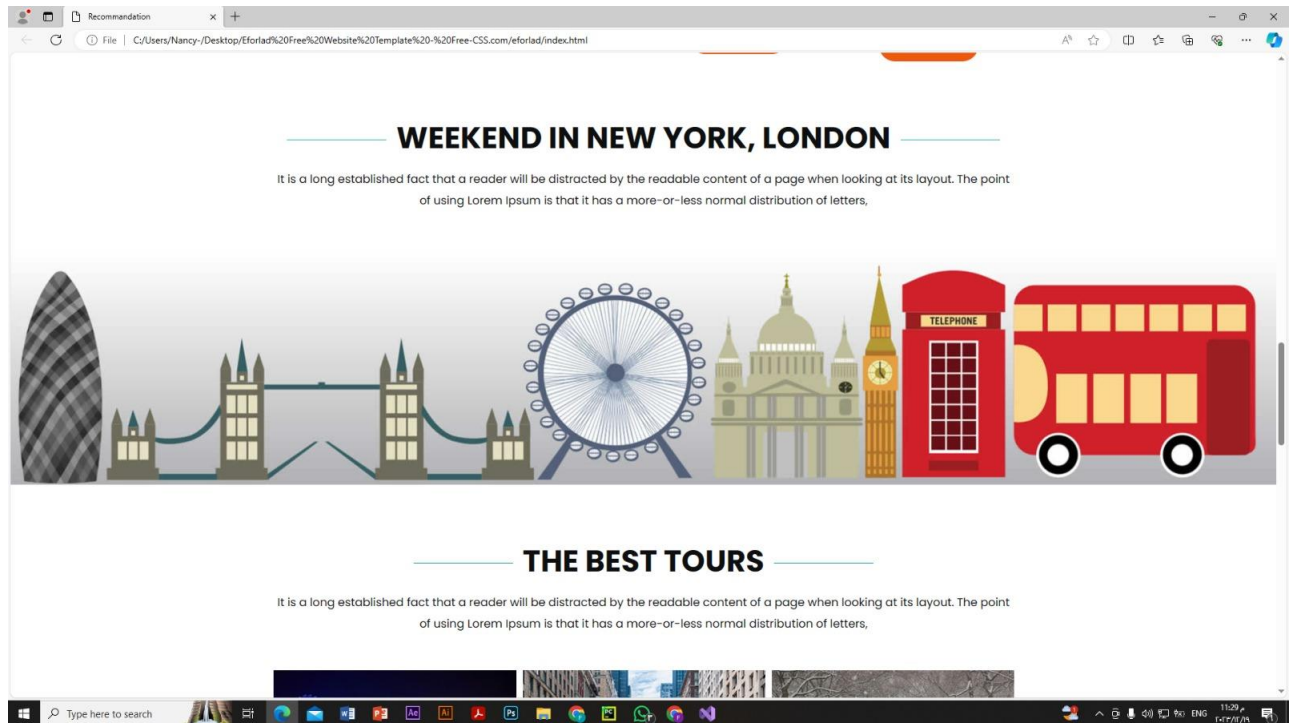 Recommandation
File
C:/Users/Nancy-/Desktop/Eforlad%20Free%20Website%20Template%20-%20Free-CSS.com/eforlad/index.html
WEEKEND IN NEW YORK, LONDON
It is a long established fact that a reader will be distracted by the readable content of a page when looking at its layout. The point
of using Lorem Ipsum is that it has a more-or-less normal distribution of letters,
TELEPHONE
THE BEST TOURS
It is a long established fact that a reader will be distracted by the readable content of a page when looking at its layout. The point
of using Lorem Ipsum is that it has a more-or-less normal distribution of letters,
Type here to search
Ae
Ai
Ps
PC
ENG
11:29 م